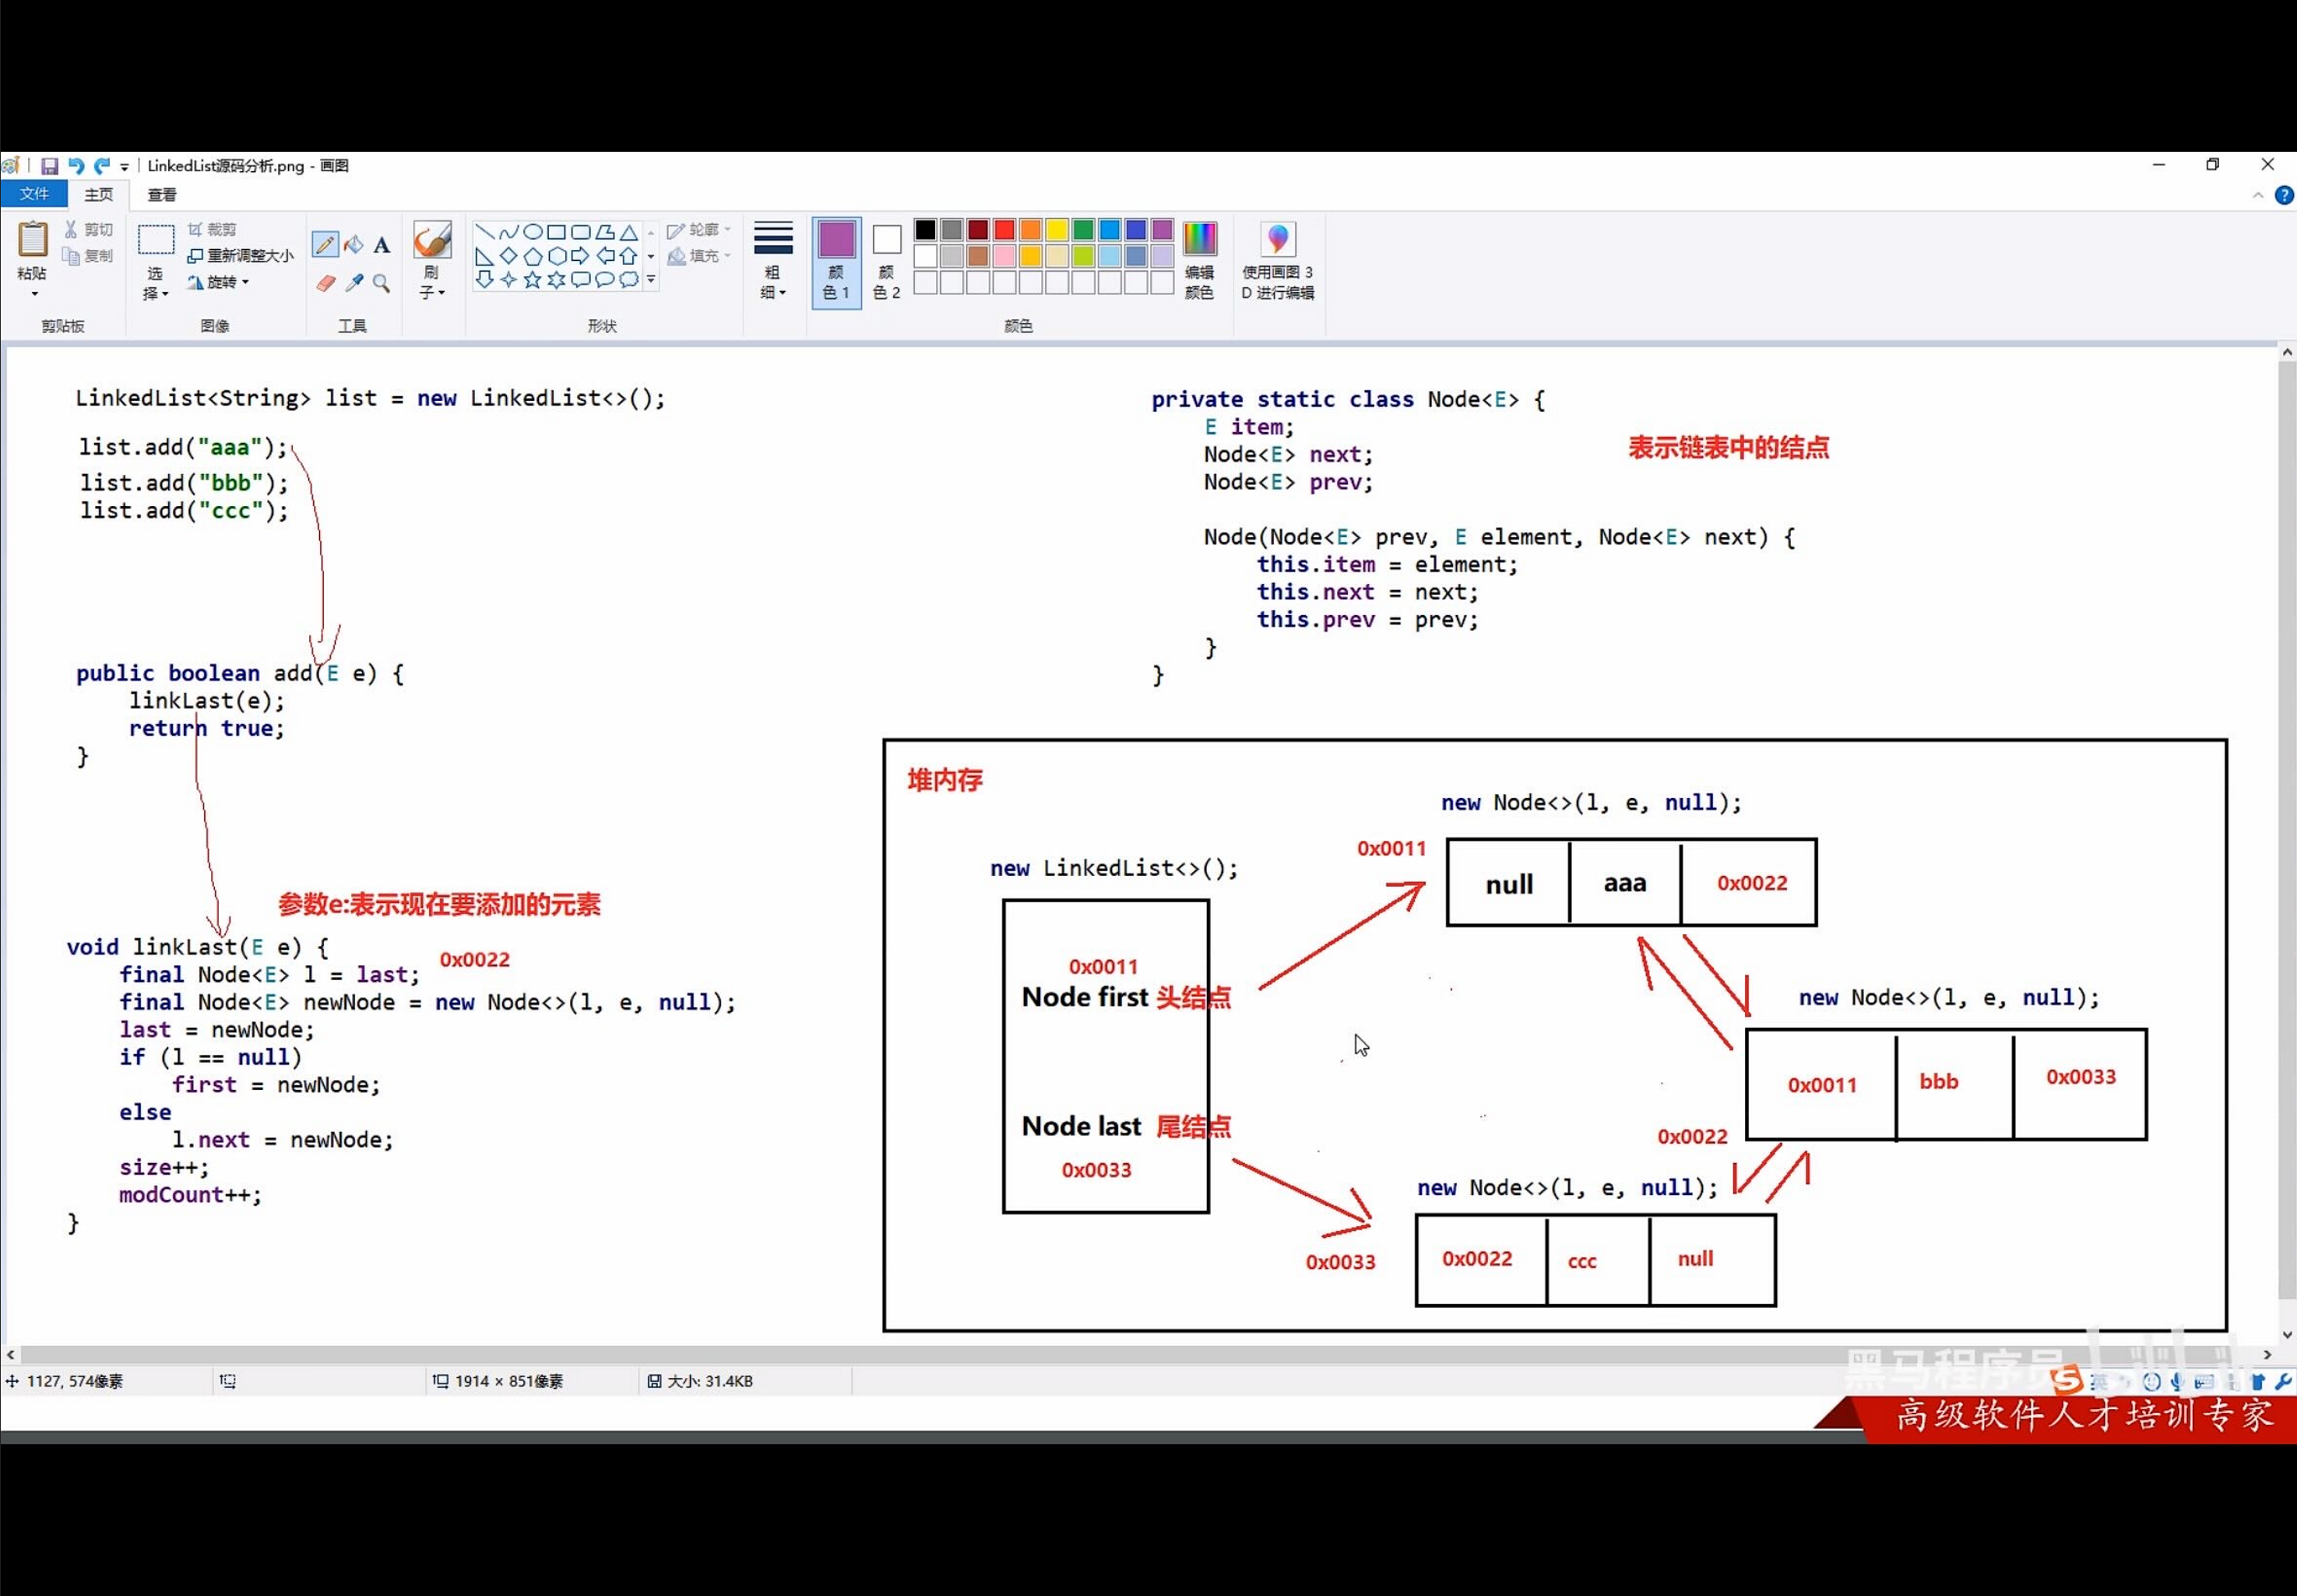 LinkedList源码分析.png - 画图
文件 主页 查看
粘贴
剪切
复制
剪贴板
选择
裁剪
重新调整大小
旋转
图像
A
工具
刷子
形状
轮廓
填充
粗细
颜色 1
颜色 2
颜色
编辑颜色
使用画图 3D 进行编辑
LinkedList<String> list = new LinkedList<>();
list.add("aaa");
list.add("bbb");
list.add("ccc");
public boolean add(E e) {
linkLast(e);
return true;
}
参数e:表示现在要添加的元素
void linkLast(E e) {
0x0022
final Node<E> l = last;
final Node<E> newNode = new Node<>(l, e, null);
last = newNode;
if (l == null)
first = newNode;
else
l.next = newNode;
size++;
modCount++;
}
private static class Node<E> {
E item;
Node<E> next;
Node<E> prev;
表示链表中的结点
Node(Node<E> prev, E element, Node<E> next) {
this.item = element;
this.next = next;
this.prev = prev;
}
}
堆内存
new LinkedList<>();
0x0011
Node first 头结点
Node last 尾结点
0x0033
new Node<>(l, e, null);
0x0011
null aaa 0x0022
new Node<>(l, e, null);
0x0011 bbb 0x0033
0x0022
new Node<>(l, e, null);
0x0033
0x0022 ccc null
1127, 574像素
1914 × 851像素
大小: 31.4KB
黑马程序员
bilibili
英
高级软件人才培训专家